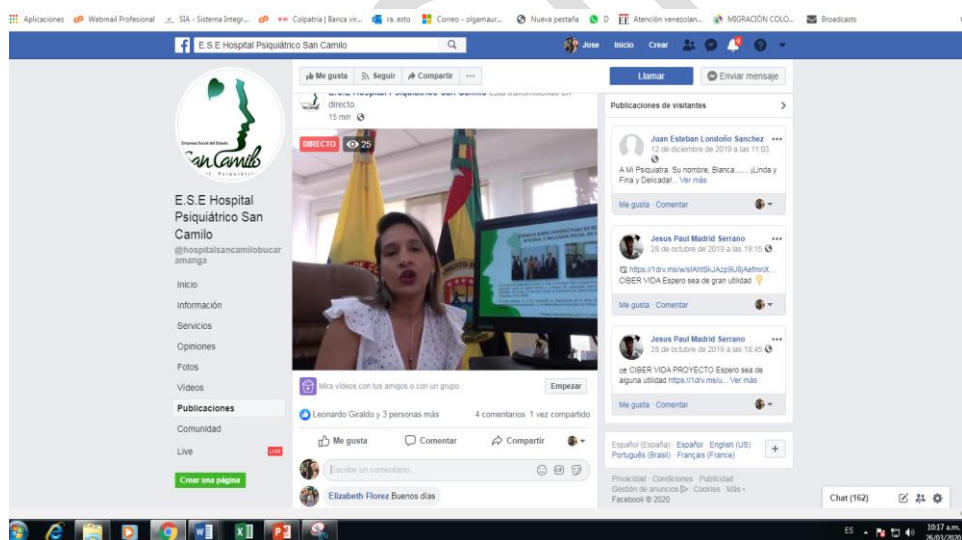 Aplicaciones
Webmail Profesional
SIA - Sistema Integr...
Colpatria | Banca vir...
ra. esto
Correo - olgamaur...
Nueva pestaña
D
Atención venezolan...
MIGRACIÓN COLO...
Broadcasts
E.S.E Hospital Psiquiátrico San Camilo
Jose
Inicio
Crear
Me gusta
Seguir
Compartir
Llamar
Enviar mensaje
Empresa Social del Estado
San Camilo
E.S.E Hospital
Psiquiátrico San
Camilo
@hospitalsancamilobucar
amanga
Inicio
Información
Servicios
Opiniones
Fotos
Vídeos
Publicaciones
Comunidad
Live
LIVE
Crear una página
E.S.E Hospital Psiquiátrico San Camilo está transmitiendo en
directo.
15 min
DIRECTO
25
Mira vídeos con tus amigos o con un grupo
Empezar
Leonardo Giraldo y 3 personas más
4 comentarios 1 vez compartido
Me gusta
Comentar
Compartir
Escribe un comentario...
Elizabeth Florez Buenos días
Publicaciones de visitantes
Juan Esteban Londoño Sanchez
12 de diciembre de 2019 a las 11:03
A Mi Psiquiatra. Su nombre, Blanca....... ¡Linda y
Fina y Delicada!... Ver más
Me gusta · Comentar
Jesus Paul Madrid Serrano
28 de octubre de 2019 a las 19:15
CIBER VIDA Espero sea de gran utilidad
Me gusta · Comentar
Jesus Paul Madrid Serrano
28 de octubre de 2019 a las 18:45
CIBER VIDA PROYECTO Espero sea de
alguna utilidad https://1drv.ms/u... Ver más
Me gusta · Comentar
Español (España) · Español · English (US) ·
Português (Brasil) · Français (France)
Privacidad · Condiciones · Publicidad ·
Gestión de anuncios · Cookies · Más
Facebook © 2020
Chat (162)
ES
10:17 a.m.
26/03/2020